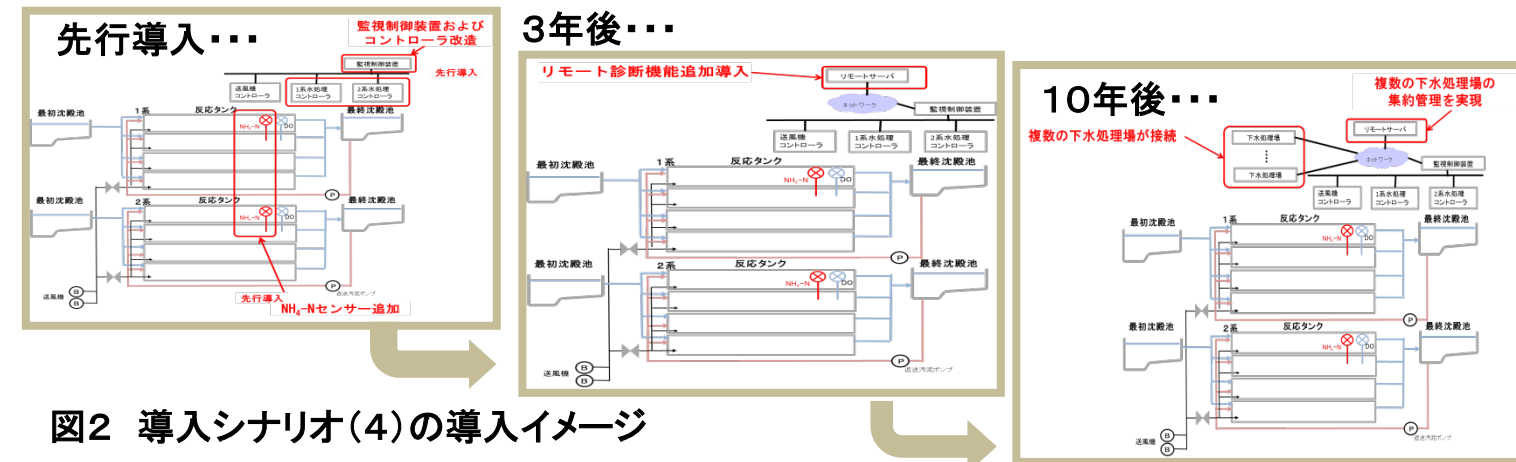 先行導入・・・
監視制御装置および
コントローラ改造
監視制御装置
先行導入
送風機
コントローラ
1系水処理
コントローラ
2系水処理
コントローラ
最初沈殿池
1系
反応タンク
最終沈殿池
NH₄-N
DO
P
最初沈殿池
2系
反応タンク
最終沈殿池
NH₄-N
DO
P
返送汚泥ポンプ
送風機
B
B
先行導入
NH₄-Nセンサー追加
3年後・・・
リモート診断機能追加導入
リモートサーバ
ネットワーク
監視制御装置
送風機
コントローラ
1系水処理
コントローラ
2系水処理
コントローラ
最初沈殿池
1系
反応タンク
最終沈殿池
NH₄-N
DO
P
最初沈殿池
2系
反応タンク
最終沈殿池
NH₄-N
DO
P
返送汚泥ポンプ
送風機
B
B
10年後・・・
複数の下水処理場の
集約管理を実現
複数の下水処理場が接続
下水処理場
⋮
下水処理場
リモートサーバ
ネットワーク
監視制御装置
送風機
コントローラ
1系水処理
コントローラ
2系水処理
コントローラ
最初沈殿池
1系
反応タンク
最終沈殿池
NH₄-N
DO
P
最初沈殿池
2系
反応タンク
最終沈殿池
NH₄-N
DO
P
返送汚泥ポンプ
送風機
B
B
図2 導入シナリオ(4)の導入イメージ